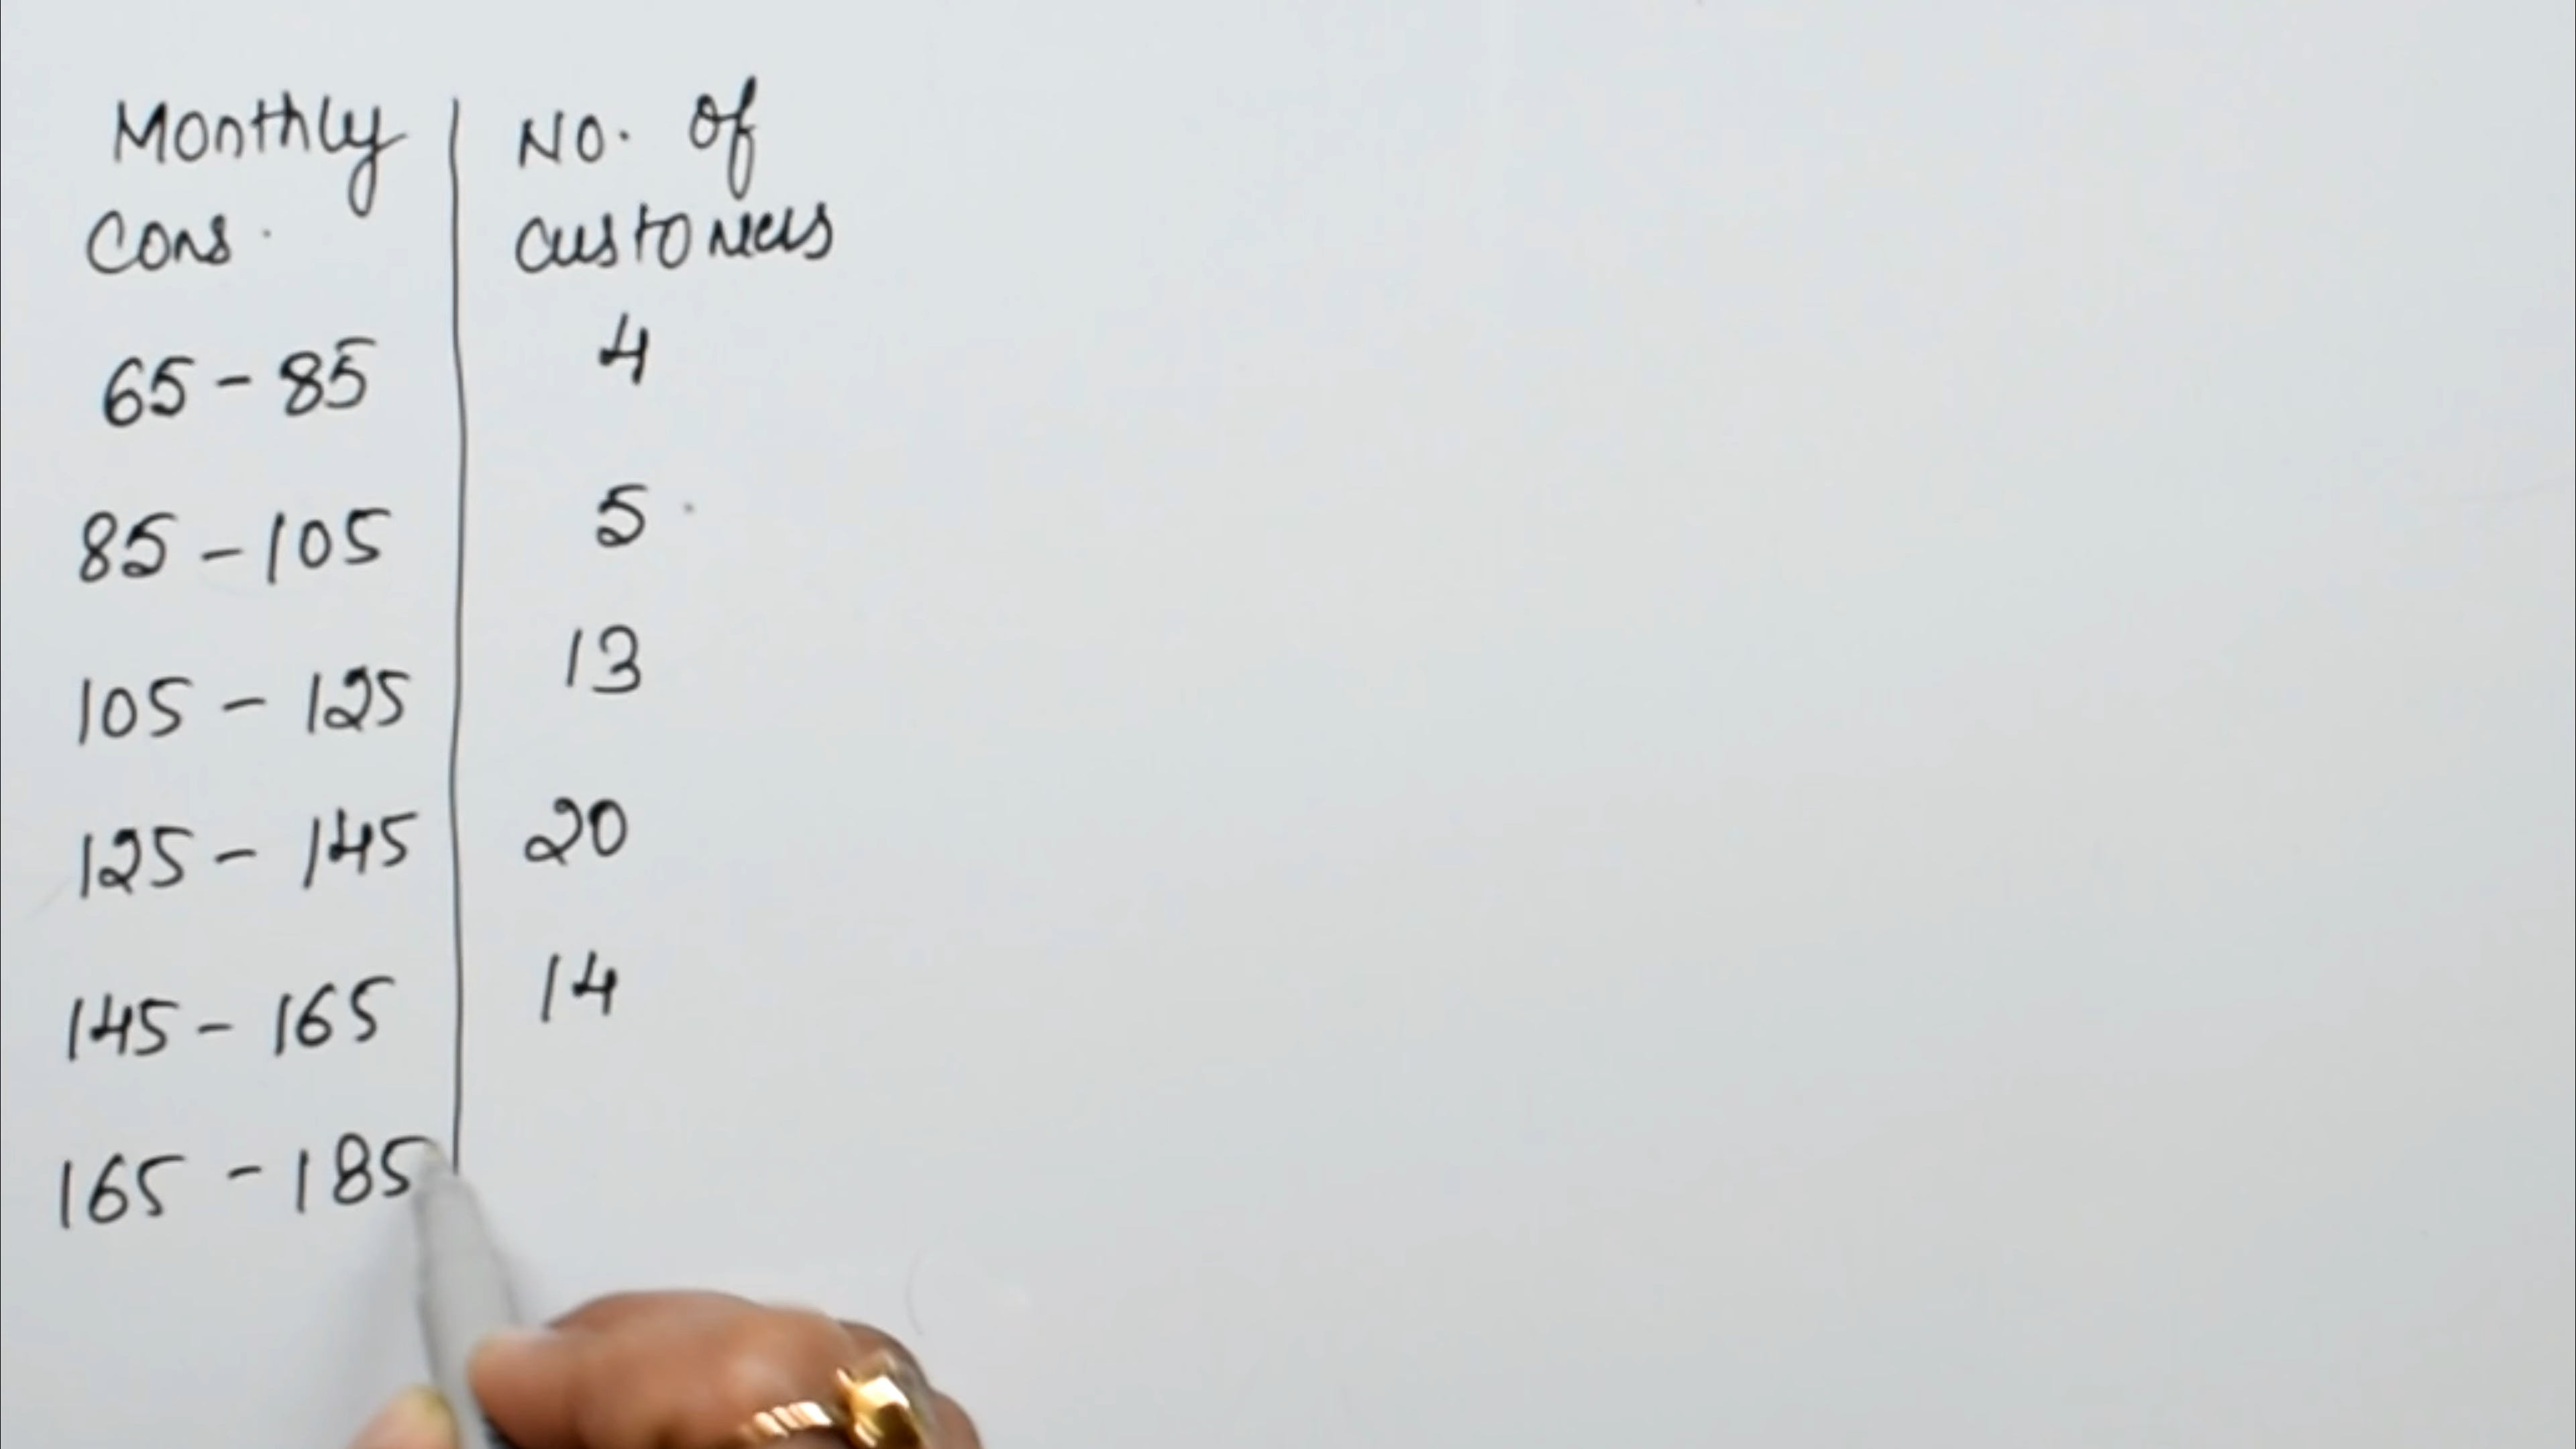 Monthly No. of
Cons. customers
65 - 85 4
85 - 105 5
105 - 125 13
125 - 145 20
145 - 165 14
165 - 185